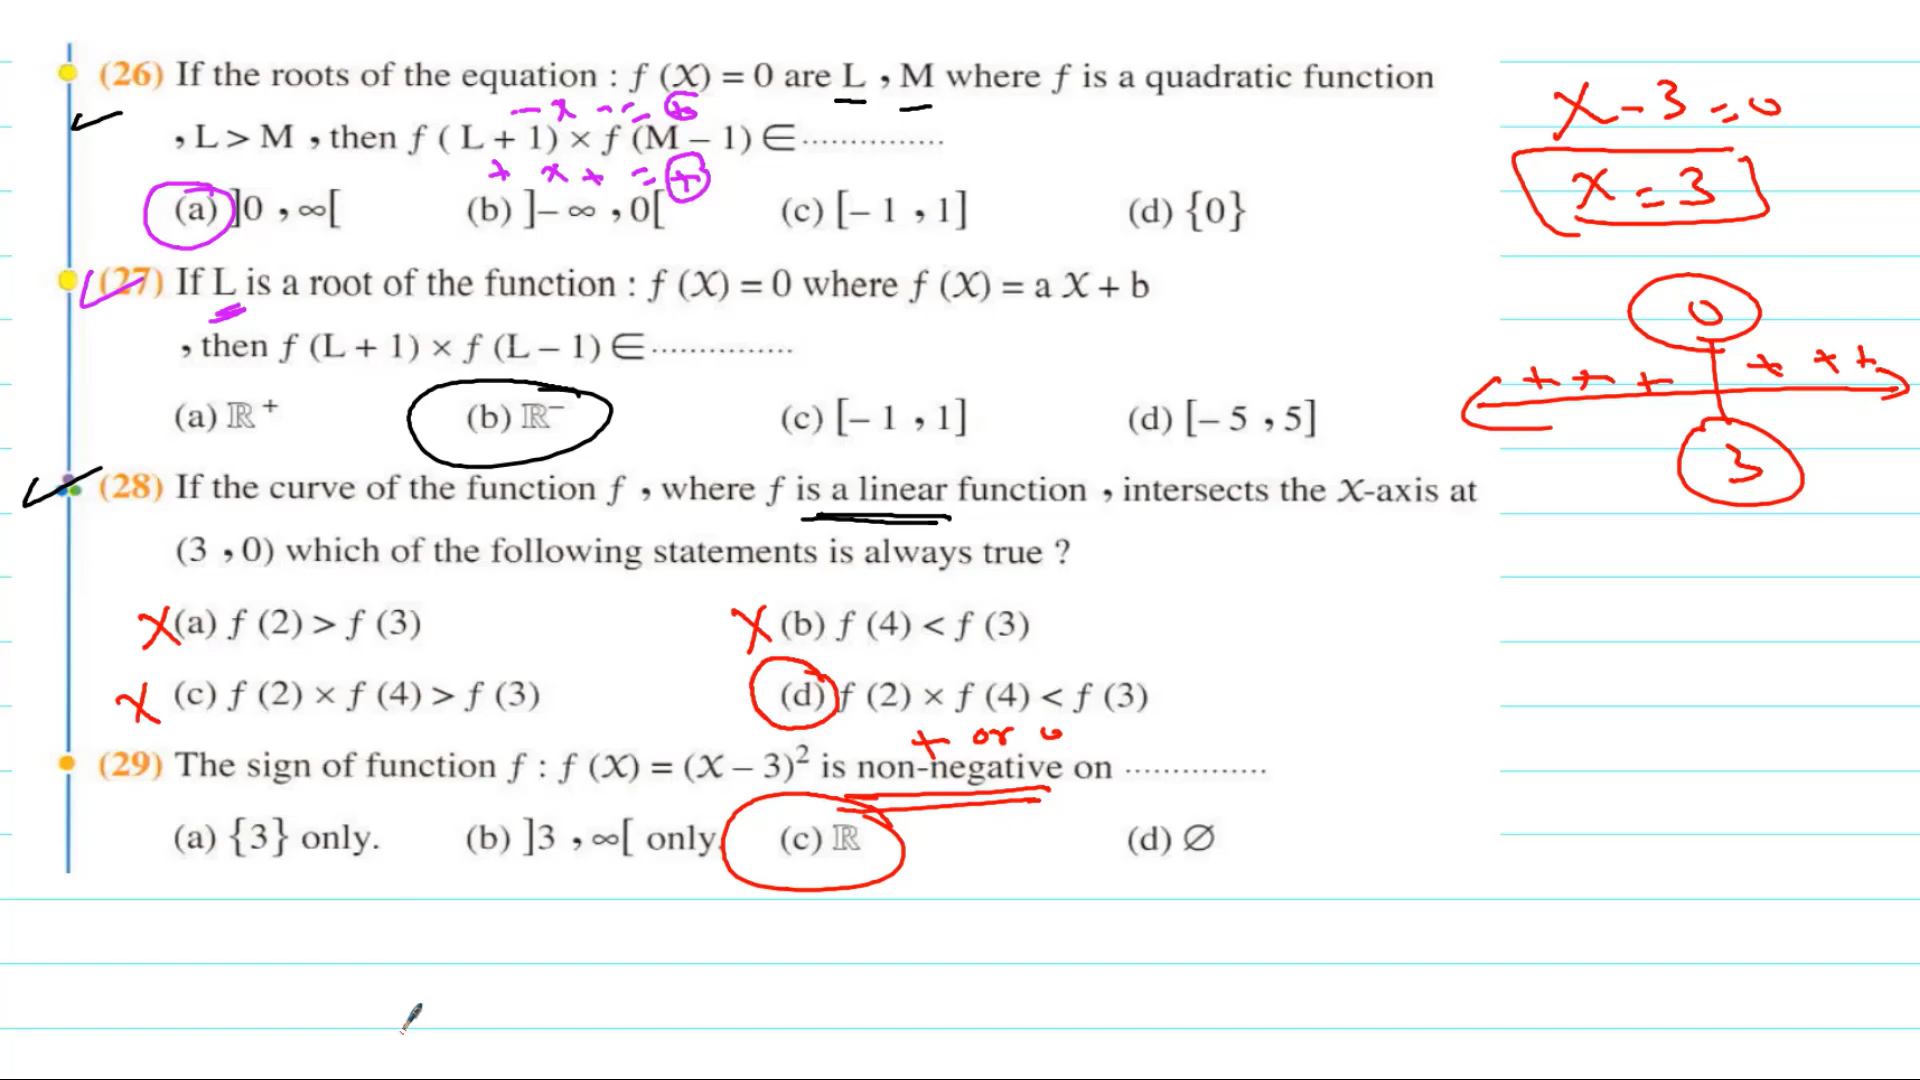 (26) If the roots of the equation : f (X) = 0 are L , M where f is a quadratic function
– × – = +
, L > M , then f ( L + 1) × f (M – 1) ∈ ...............
+ × + = +
(a) ]0 , ∞[ (b) ]– ∞ , 0[ (c) [– 1 , 1] (d) {0}
(27) If L is a root of the function : f (X) = 0 where f (X) = a X + b
, then f (L + 1) × f (L – 1) ∈ ...............
(a) ℝ⁺ (b) ℝ⁻ (c) [– 1 , 1] (d) [– 5 , 5]
(28) If the curve of the function f , where f is a linear function , intersects the X-axis at
(3 , 0) which of the following statements is always true ?
X (a) f (2) > f (3) X (b) f (4) < f (3)
X (c) f (2) × f (4) > f (3) (d) f (2) × f (4) < f (3)
+ or 0
(29) The sign of function f : f (X) = (X – 3)² is non-negative on ...............
(a) {3} only. (b) ]3 , ∞[ only (c) ℝ (d) ∅
x – 3 = 0
x = 3
0
+ + + + + +
3